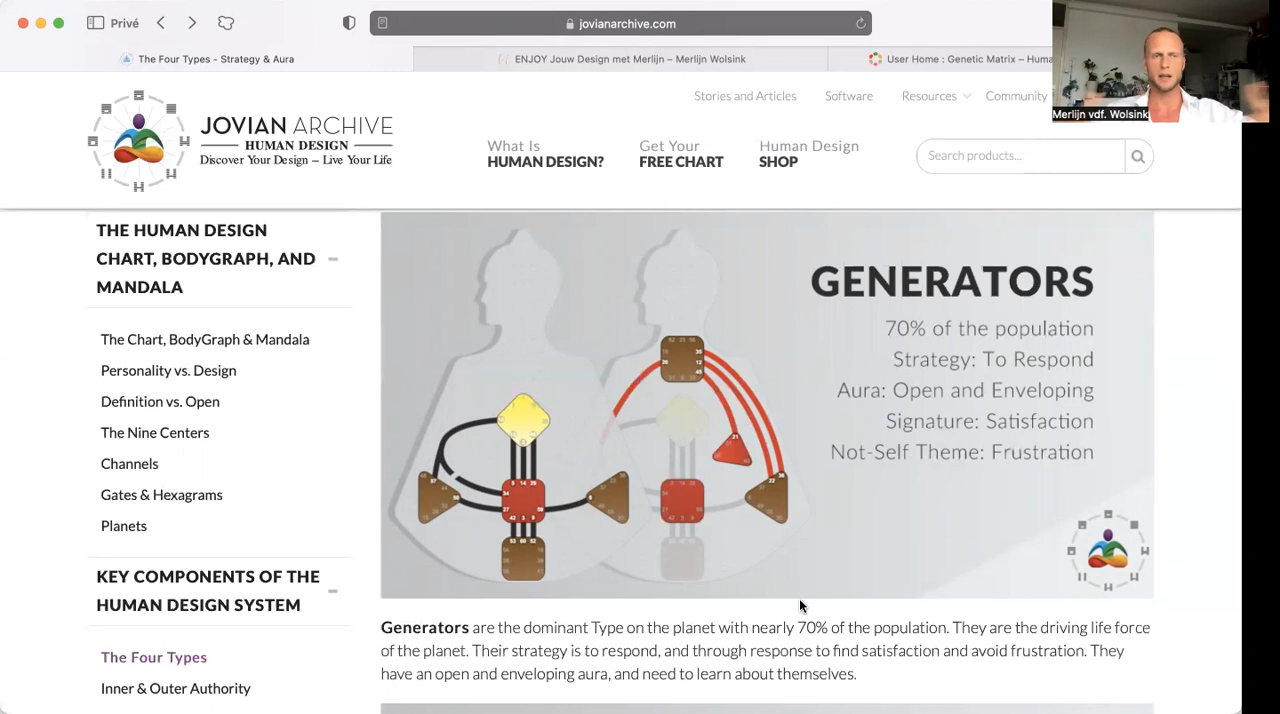 Privé
jovianarchive.com
The Four Types - Strategy & Aura
ENJOY Jouw Design met Merlijn – Merlijn Wolsink
User Home : Genetic Matrix – Huma
Merlijn vdf. Wolsink
Stories and Articles
Software
Resources
Community
JOVIAN ARCHIVE
HUMAN DESIGN
Discover Your Design – Live Your Life
What Is
HUMAN DESIGN?
Get Your
FREE CHART
Human Design
SHOP
Search products...
THE HUMAN DESIGN
CHART, BODYGRAPH, AND
MANDALA
The Chart, BodyGraph & Mandala
Personality vs. Design
Definition vs. Open
The Nine Centers
Channels
Gates & Hexagrams
Planets
KEY COMPONENTS OF THE
HUMAN DESIGN SYSTEM
The Four Types
Inner & Outer Authority
GENERATORS
70% of the population
Strategy: To Respond
Aura: Open and Enveloping
Signature: Satisfaction
Not-Self Theme: Frustration
Generators are the dominant Type on the planet with nearly 70% of the population. They are the driving life force
of the planet. Their strategy is to respond, and through response to find satisfaction and avoid frustration. They
have an open and enveloping aura, and need to learn about themselves.